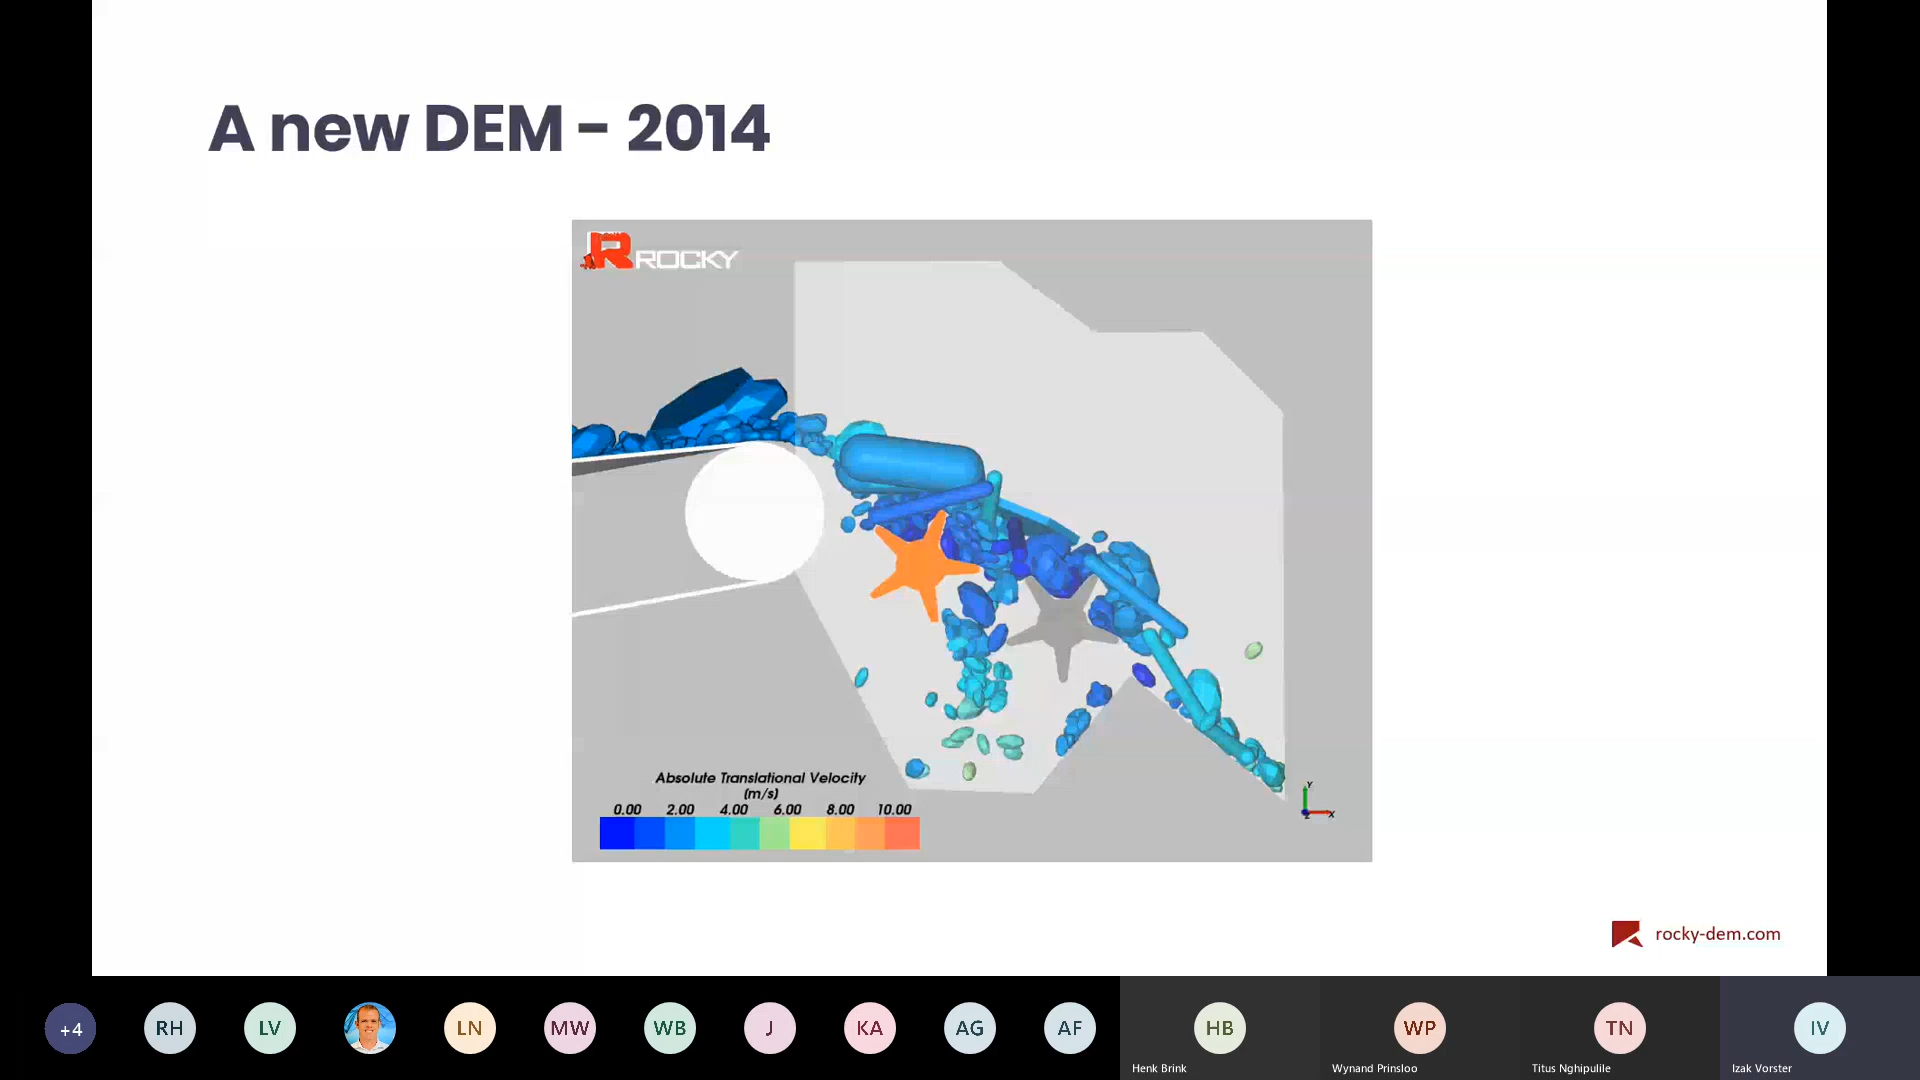 A new DEM - 2014
ROCKY
Absolute Translational Velocity
(m/s)
0.00 2.00 4.00 6.00 8.00 10.00
Y
Z X
rocky-dem.com
+4 RH LV LN MW WB J KA AG AF HB WP TN IV
Henk Brink Wynand Prinsloo Titus Nghipulile Izak Vorster